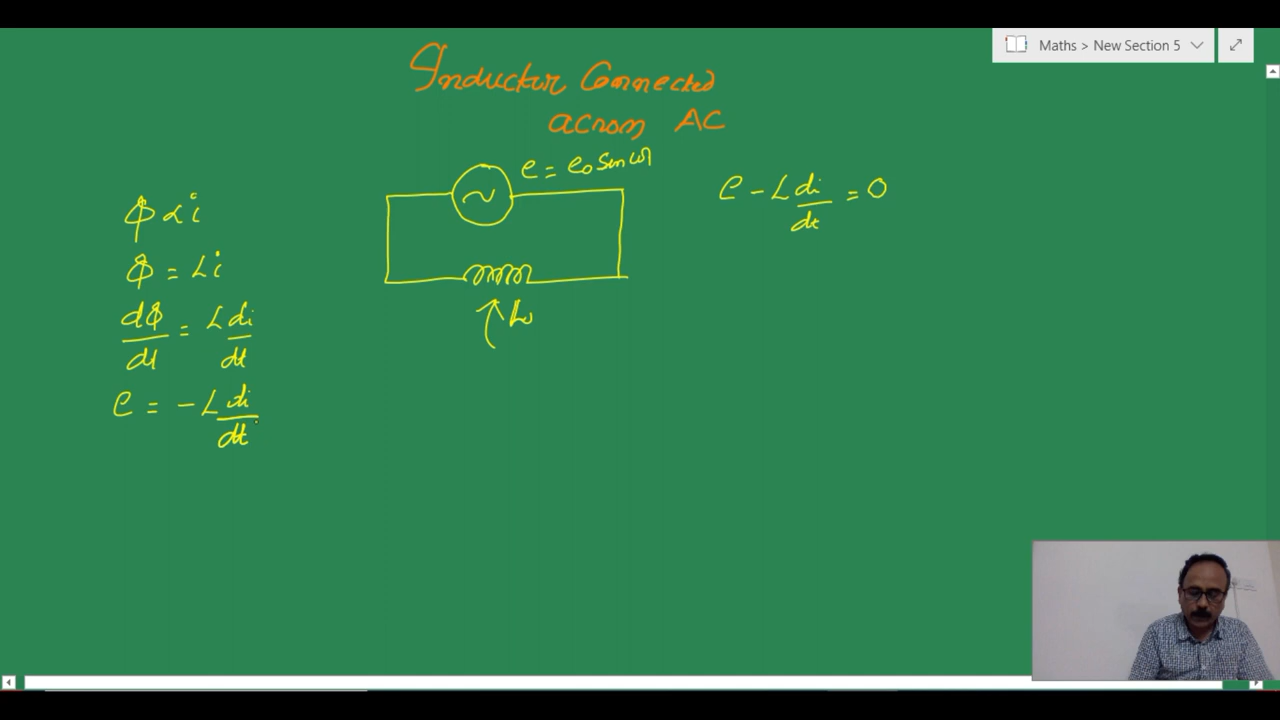 Maths > New Section 5
Inductor Connected
across AC
e = e₀ Sin ωt
ϕ ∝ i
ϕ = Li
dϕ/dt = L di/dt
e = -L di/dt
L
e - L di/dt = 0